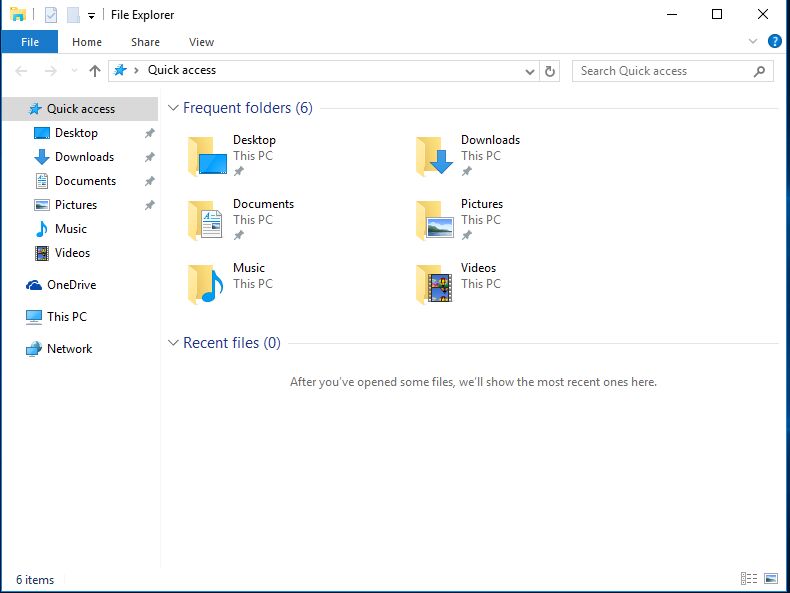 File Explorer
File Home Share View
?
Quick access
Search Quick access
Quick access
Desktop
Downloads
Documents
Pictures
Music
Videos
OneDrive
This PC
Network
Frequent folders (6)
Desktop
This PC
Downloads
This PC
Documents
This PC
Pictures
This PC
Music
This PC
Videos
This PC
Recent files (0)
After you've opened some files, we'll show the most recent ones here.
6 items